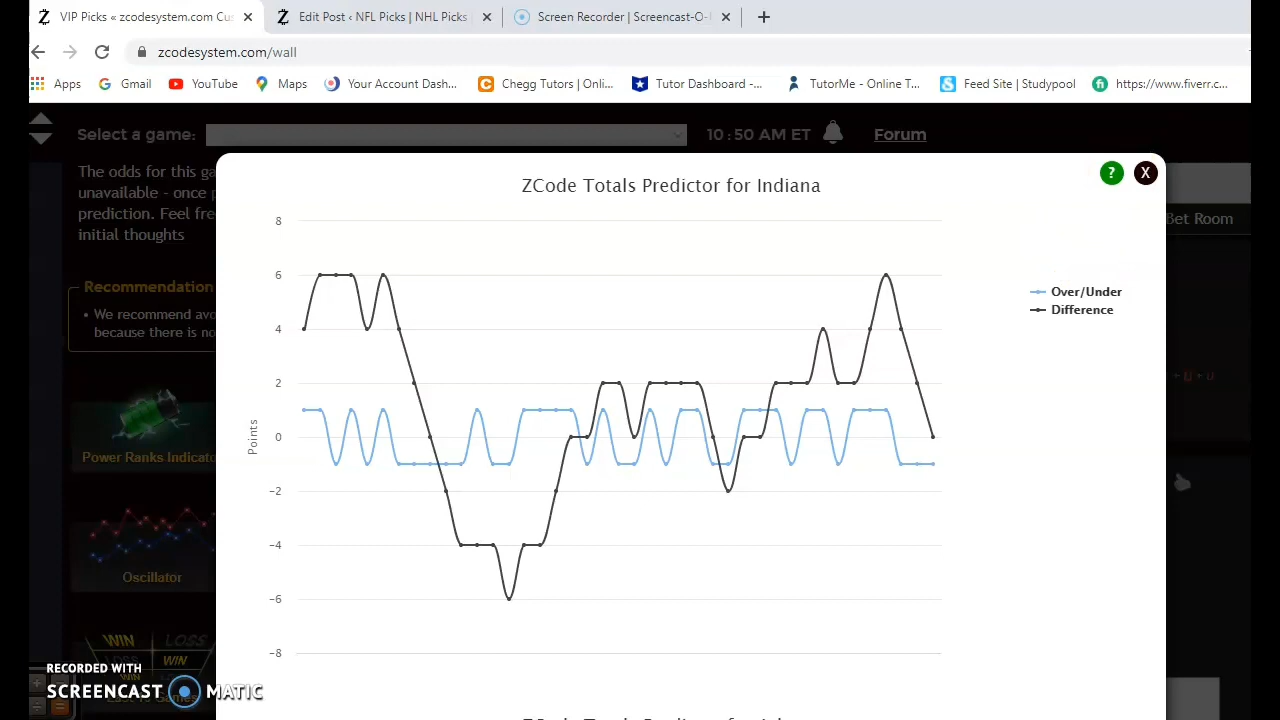 VIP Picks « zcodesystem.com Cus
Edit Post ‹ NFL Picks | NHL Picks
Screen Recorder | Screencast-O-
zcodesystem.com/wall
Apps
Gmail
YouTube
Maps
Your Account Dash...
Chegg Tutors | Onli...
Tutor Dashboard -...
TutorMe - Online T...
Feed Site | Studypool
https://www.fiverr.c...
Select a game:
10:50 AM ET
Forum
The odds for this ga
unavailable - once
prediction. Feel fre
initial thoughts
Bet Room
ZCode Totals Predictor for Indiana
?
X
8
6
4
2
0
-2
-4
-6
-8
Points
Over/Under
Difference
Recommendation
• We recommend avo
because there is no
+ U + U
Power Ranks Indicato
Oscillator
WIN
LOSS
WIN
WIN
RECORDED WITH
SCREENCAST
MATIC